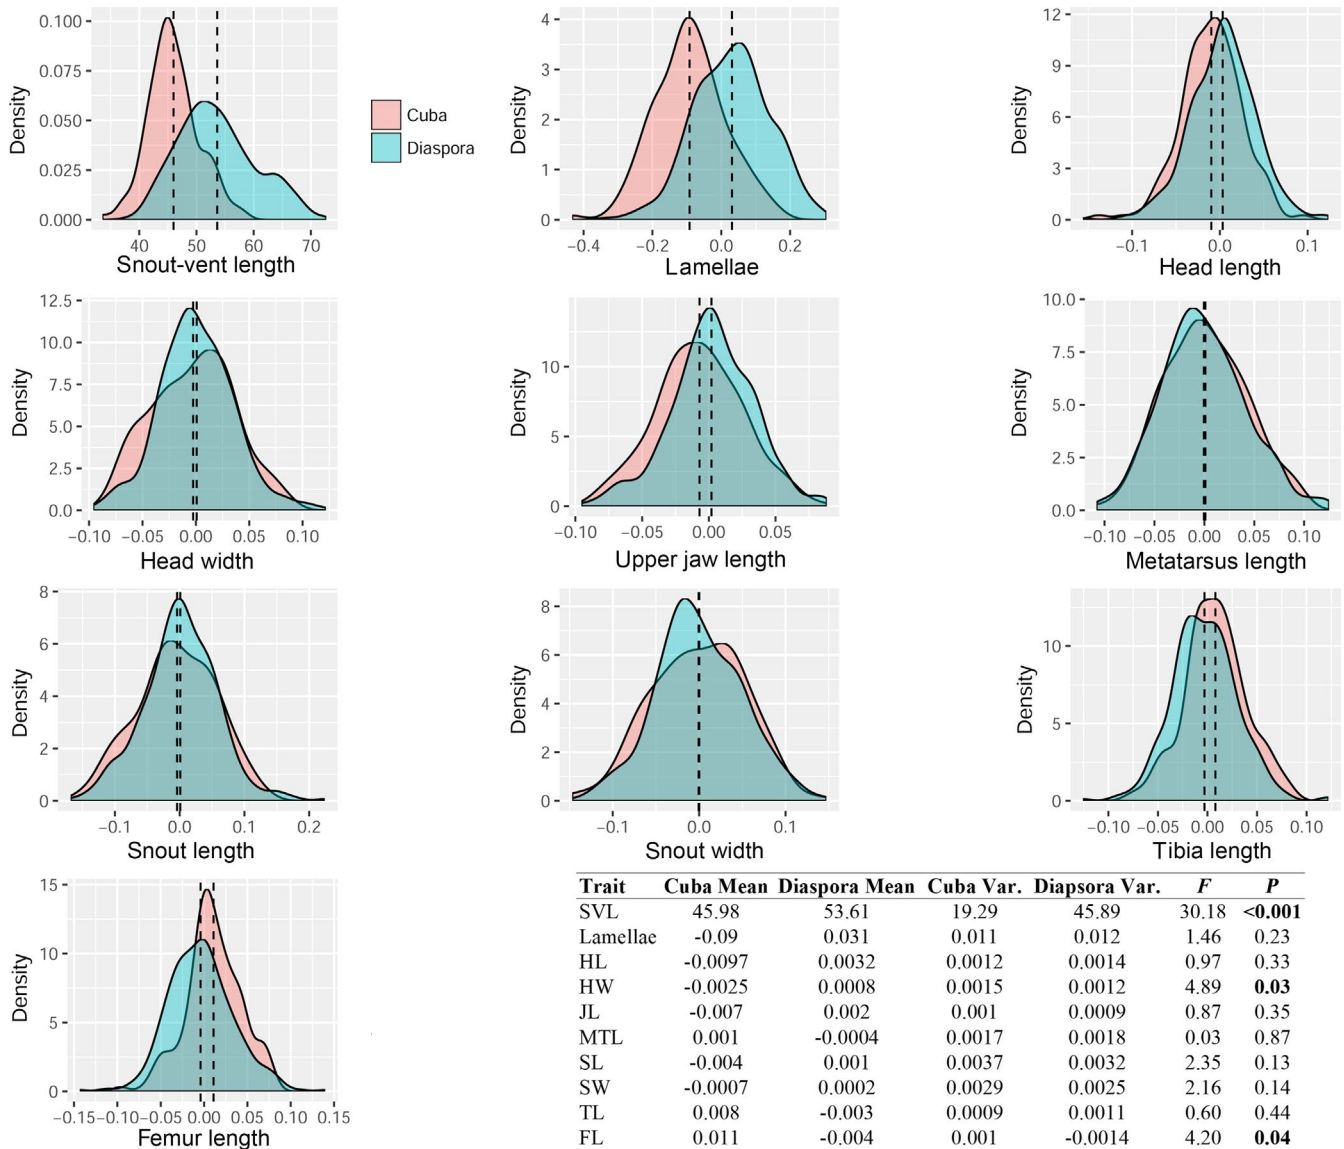 0.100
0.075
0.050
0.025
0.000
Density
40 50 60 70
Snout-vent length
Cuba
Diaspora
4
3
2
1
0
Density
−0.4 −0.2 0.0 0.2
Lamellae
12
9
6
3
0
Density
−0.1 0.0 0.1
Head length
12.5
10.0
7.5
5.0
2.5
0.0
Density
−0.10 −0.05 0.00 0.05 0.10
Head width
10
5
0
Density
−0.10 −0.05 0.00 0.05
Upper jaw length
10.0
7.5
5.0
2.5
0.0
Density
−0.10 −0.05 0.00 0.05 0.10
Metatarsus length
8
6
4
2
0
Density
−0.1 0.0 0.1 0.2
Snout length
8
6
4
2
0
Density
−0.1 0.0 0.1
Snout width
10
5
0
Density
−0.10 −0.05 0.00 0.05 0.10
Tibia length
15
10
5
0
Density
−0.15 −0.10 −0.05 0.00 0.05 0.10 0.15
Femur length
Trait Cuba Mean Diaspora Mean Cuba Var. Diapsora Var. F P
SVL 45.98 53.61 19.29 45.89 30.18 <0.001
Lamellae -0.09 0.031 0.011 0.012 1.46 0.23
HL -0.0097 0.0032 0.0012 0.0014 0.97 0.33
HW -0.0025 0.0008 0.0015 0.0012 4.89 0.03
JL -0.007 0.002 0.001 0.0009 0.87 0.35
MTL 0.001 -0.0004 0.0017 0.0018 0.03 0.87
SL -0.004 0.001 0.0037 0.0032 2.35 0.13
SW -0.0007 0.0002 0.0029 0.0025 2.16 0.14
TL 0.008 -0.003 0.0009 0.0011 0.60 0.44
FL 0.011 -0.004 0.001 -0.0014 4.20 0.04